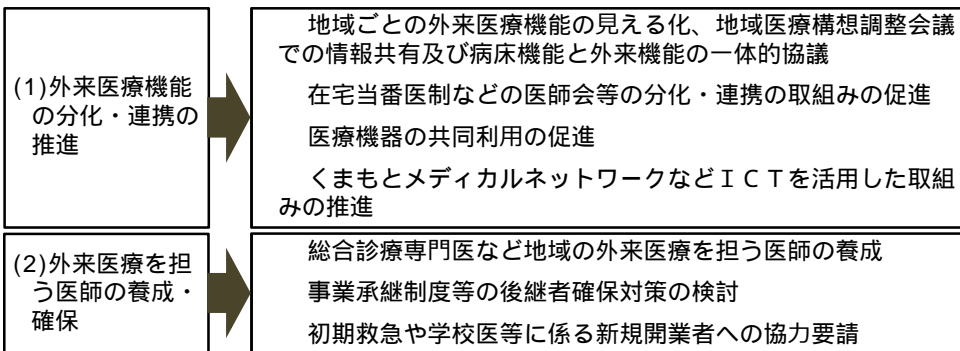 (1)外来医療機能
の分化・連携の
推進
地域ごとの外来医療機能の見える化、地域医療構想調整会議
での情報共有及び病床機能と外来機能の一体的協議
在宅当番医制などの医師会等の分化・連携の取組みの促進
医療機器の共同利用の促進
くまもとメディカルネットワークなどＩＣＴを活用した取組
みの推進
(2)外来医療を担
う医師の養成・
確保
総合診療専門医など地域の外来医療を担う医師の養成
事業承継制度等の後継者確保対策の検討
初期救急や学校医等に係る新規開業者への協力要請